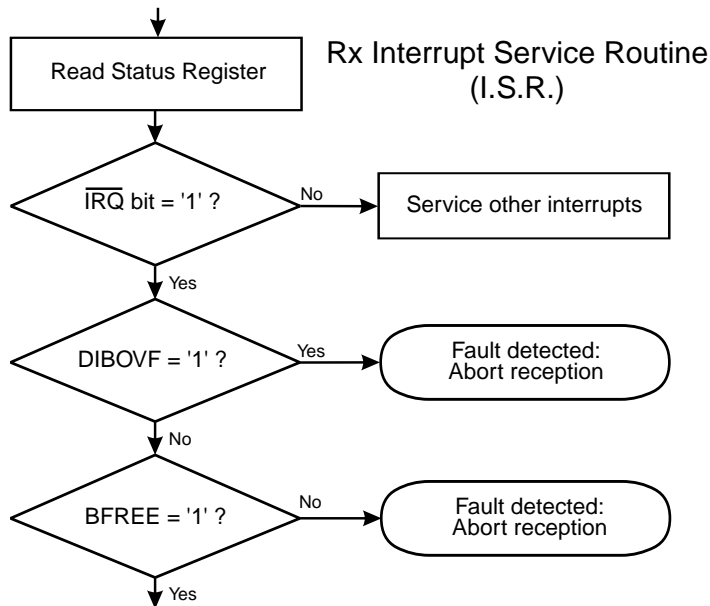 Rx Interrupt Service Routine
(I.S.R.)
Read Status Register
IRQ bit = '1' ?
No
Service other interrupts
Yes
DIBOVF = '1' ?
Yes
Fault detected:
Abort reception
No
BFREE = '1' ?
No
Fault detected:
Abort reception
Yes